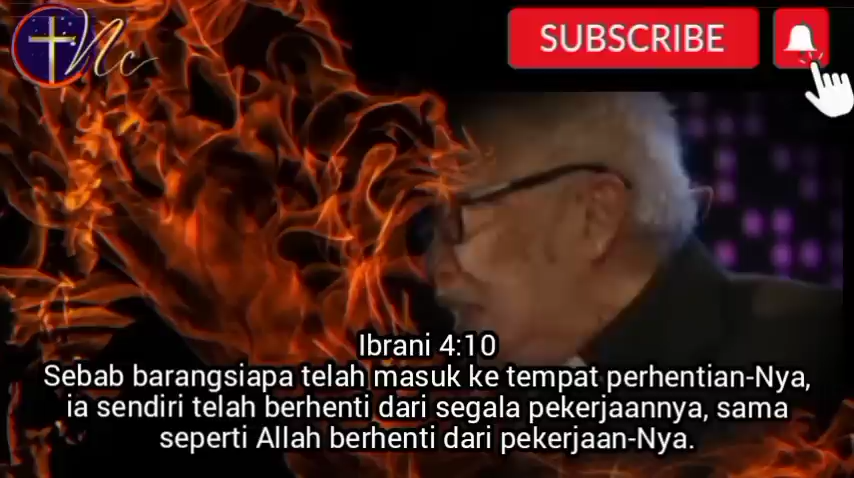 Nc
SUBSCRIBE
Ibrani 4:10
Sebab barangsiapa telah masuk ke tempat perhentian-Nya,
ia sendiri telah berhenti dari segala pekerjaannya, sama
seperti Allah berhenti dari pekerjaan-Nya.